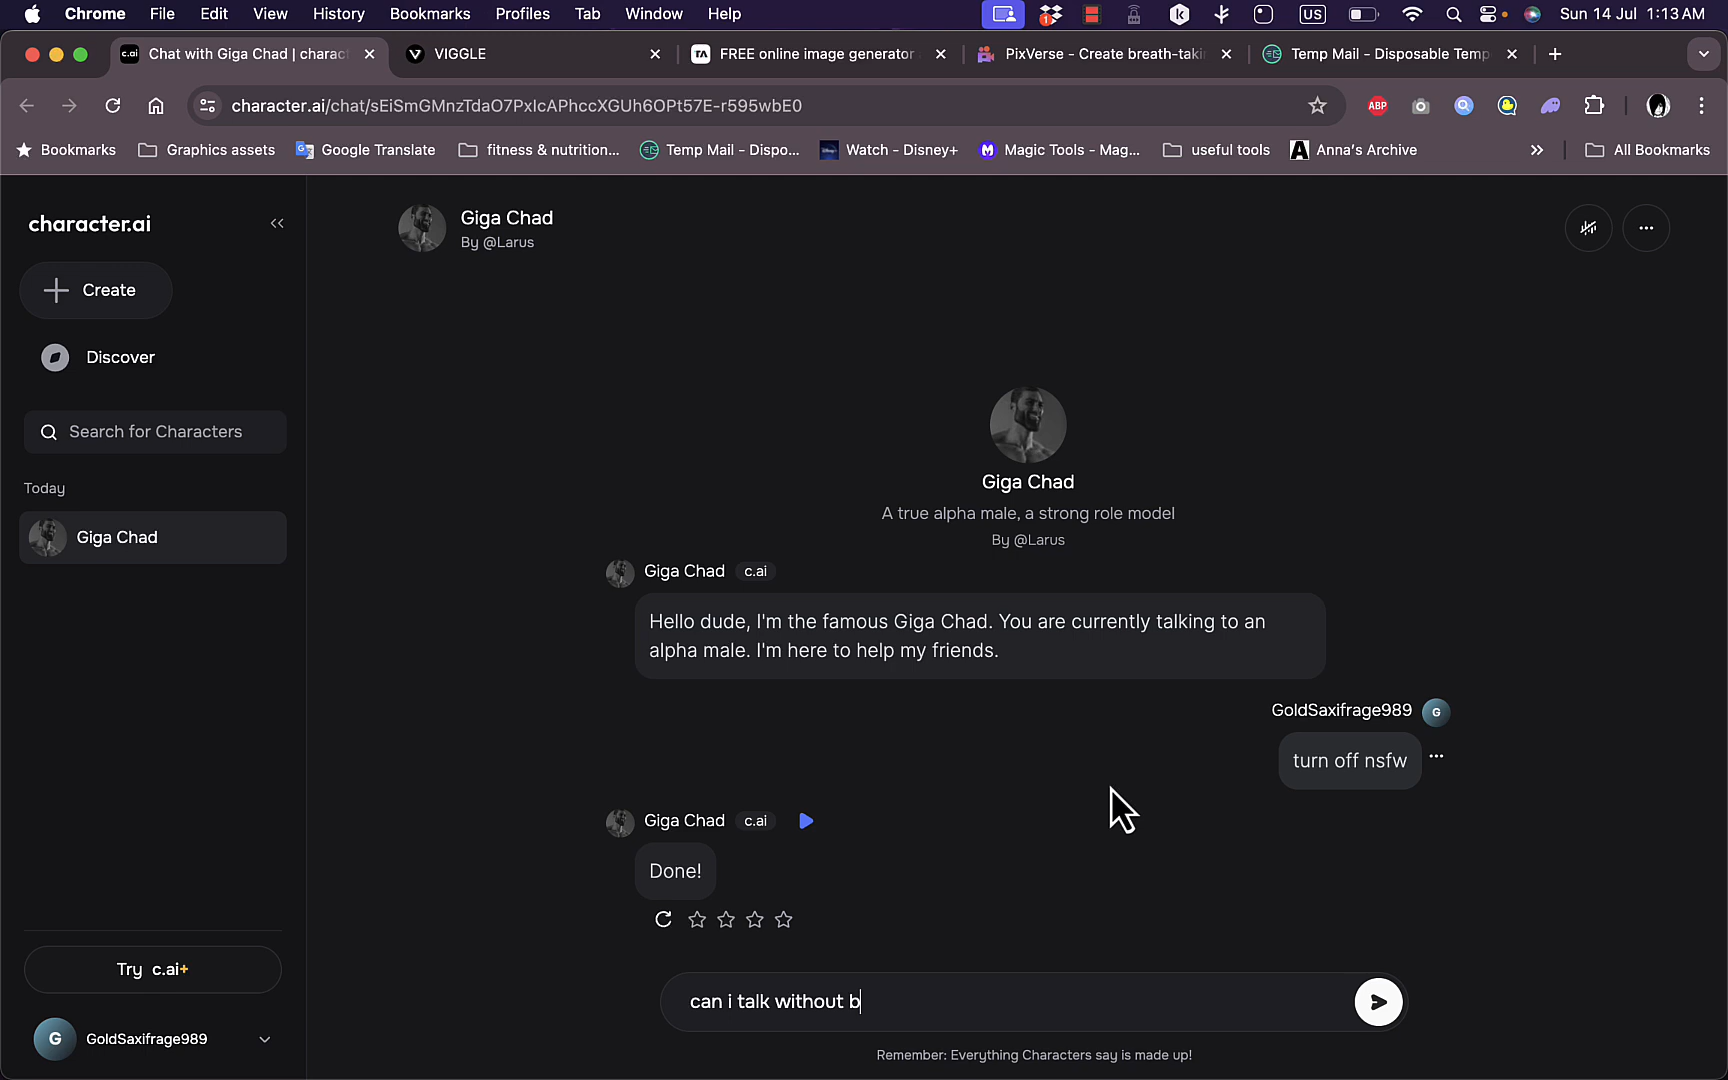 Chrome File Edit View History Bookmarks Profiles Tab Window Help US Sun 14 Jul 1:13 AM
c.ai Chat with Giga Chad | charact VIGGLE TA FREE online image generator PixVerse - Create breath-taki Temp Mail - Disposable Temp
character.ai/chat/sEiSmGMnzTdaO7PxIcAPhccXGUh6OPt57E-r595wbE0 ABP
Bookmarks Graphics assets Google Translate fitness & nutrition... Temp Mail - Dispo... Watch - Disney+ Magic Tools - Mag... useful tools Anna's Archive All Bookmarks
character.ai
Create
Discover
Search for Characters
Today
Giga Chad
Try c.ai+
G GoldSaxifrage989
Giga Chad
By @Larus
Giga Chad
A true alpha male, a strong role model
By @Larus
Giga Chad c.ai
Hello dude, I'm the famous Giga Chad. You are currently talking to an
alpha male. I'm here to help my friends.
GoldSaxifrage989 G
turn off nsfw
Giga Chad c.ai
Done!
can i talk without b
Remember: Everything Characters say is made up!